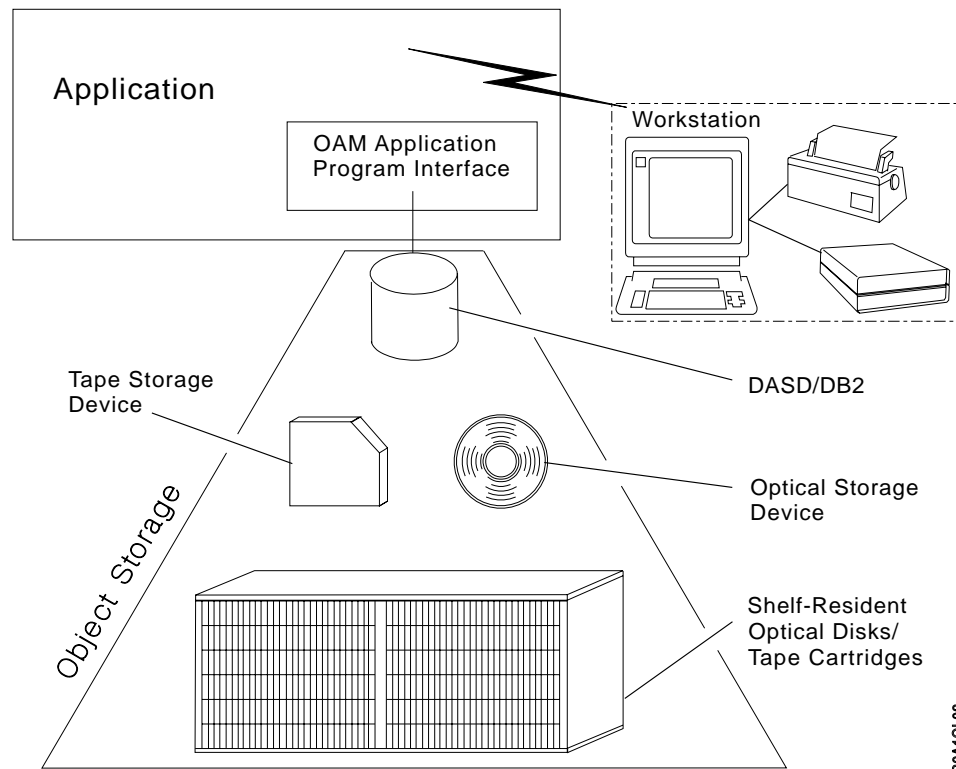 Application
OAM Application
Program Interface
Workstation
Tape Storage
Device
DASD/DB2
Optical Storage
Device
Object Storage
Shelf-Resident
Optical Disks/
Tape Cartridges